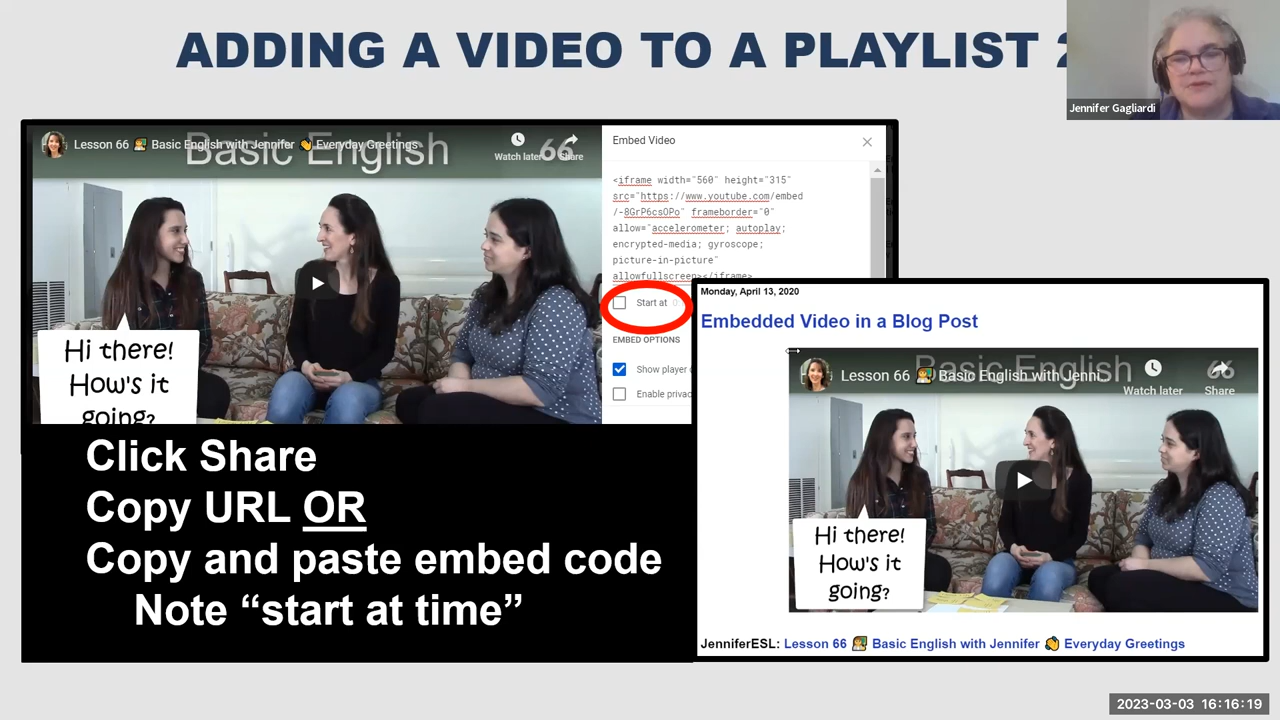 ADDING A VIDEO TO A PLAYLIST 2
Jennifer Gagliardi
Basic English 66
Lesson 66 👩‍🏫 Basic English with Jennifer 👋 Everyday Greetings
Watch later
Share
Hi there!
How's it
going?
Embed Video
<iframe width="560" height="315"
src="https://www.youtube.com/embed
/-8GrP6csOPo" frameborder="0"
allow="accelerometer; autoplay;
encrypted-media; gyroscope;
picture-in-picture"
allowfullscreen></iframe>
Start at 0
EMBED OPTIONS
Show player
Enable privac
Click Share
Copy URL OR
Copy and paste embed code
Note “start at time”
Monday, April 13, 2020
Embedded Video in a Blog Post
Basic English 66
Lesson 66 👩‍🏫 Basic English with Jenni...
Watch later
Share
Hi there!
How's it
going?
JenniferESL: Lesson 66 👩‍🏫 Basic English with Jennifer 👋 Everyday Greetings
2023-03-03 16:16:19